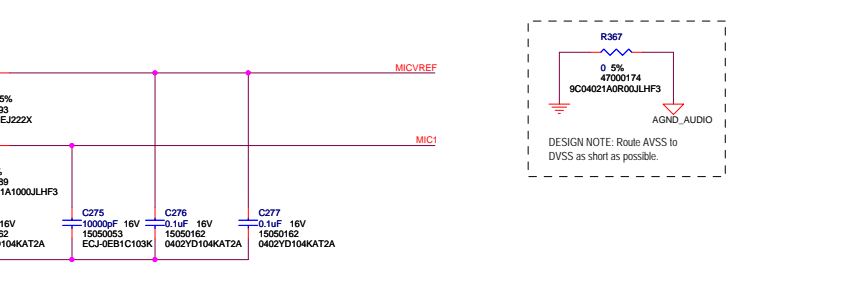 R367
0 5%
47000174
9C04021A0R00JLHF3
AGND_AUDIO
DESIGN NOTE: Route AVSS to
DVSS as short as possible.
MICVREF
5%
93
EJ222X
MIC1
%
39
1A1000JLHF3
16V
62
0104KAT2A
C275
10000pF 16V
15050053
ECJ-0EB1C103K
C276
0.1uF 16V
15050162
0402YD104KAT2A
C277
0.1uF 16V
15050162
0402YD104KAT2A